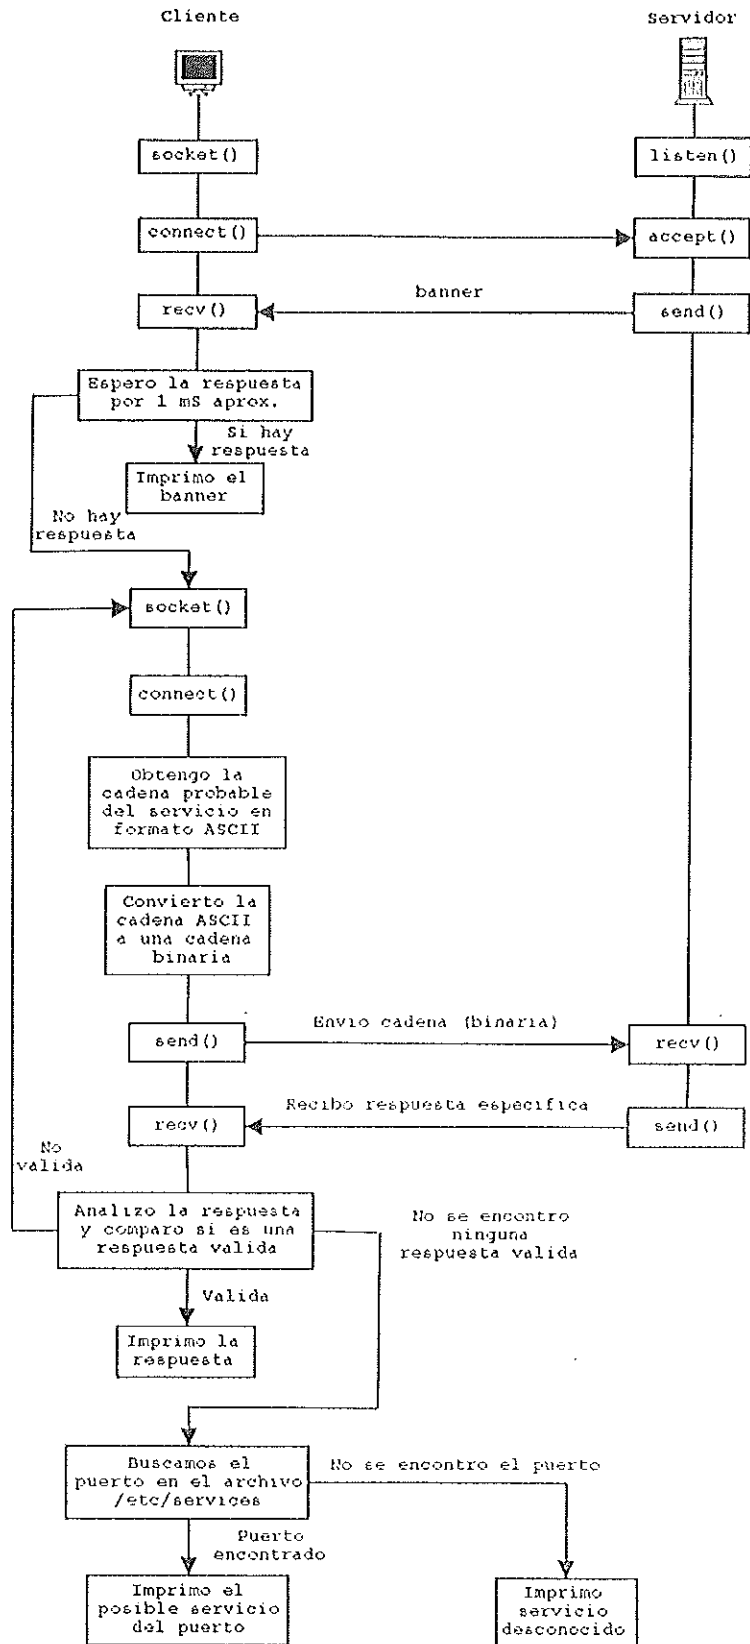 Cliente
Servidor
socket()
listen()
connect()
accept()
banner
recv()
send()
Espero la respuesta
por 1 mS aprox.
Si hay
respuesta
Imprimo el
banner
No hay
respuesta
socket()
connect()
Obtengo la
cadena probable
del servicio en
formato ASCII
Convierto la
cadena ASCII
a una cadena
binaria
Envio cadena (binaria)
send()
recv()
Recibo respuesta especifica
recv()
send()
No
valida
Analizo la respuesta
y comparo si es una
respuesta valida
No se encontro
ninguna
respuesta valida
Valida
Imprimo la
respuesta
Buscamos el
puerto en el archivo
/etc/services
No se encontro el puerto
Puerto
encontrado
Imprimo el
posible servicio
del puerto
Imprimo
servicio
desconocido